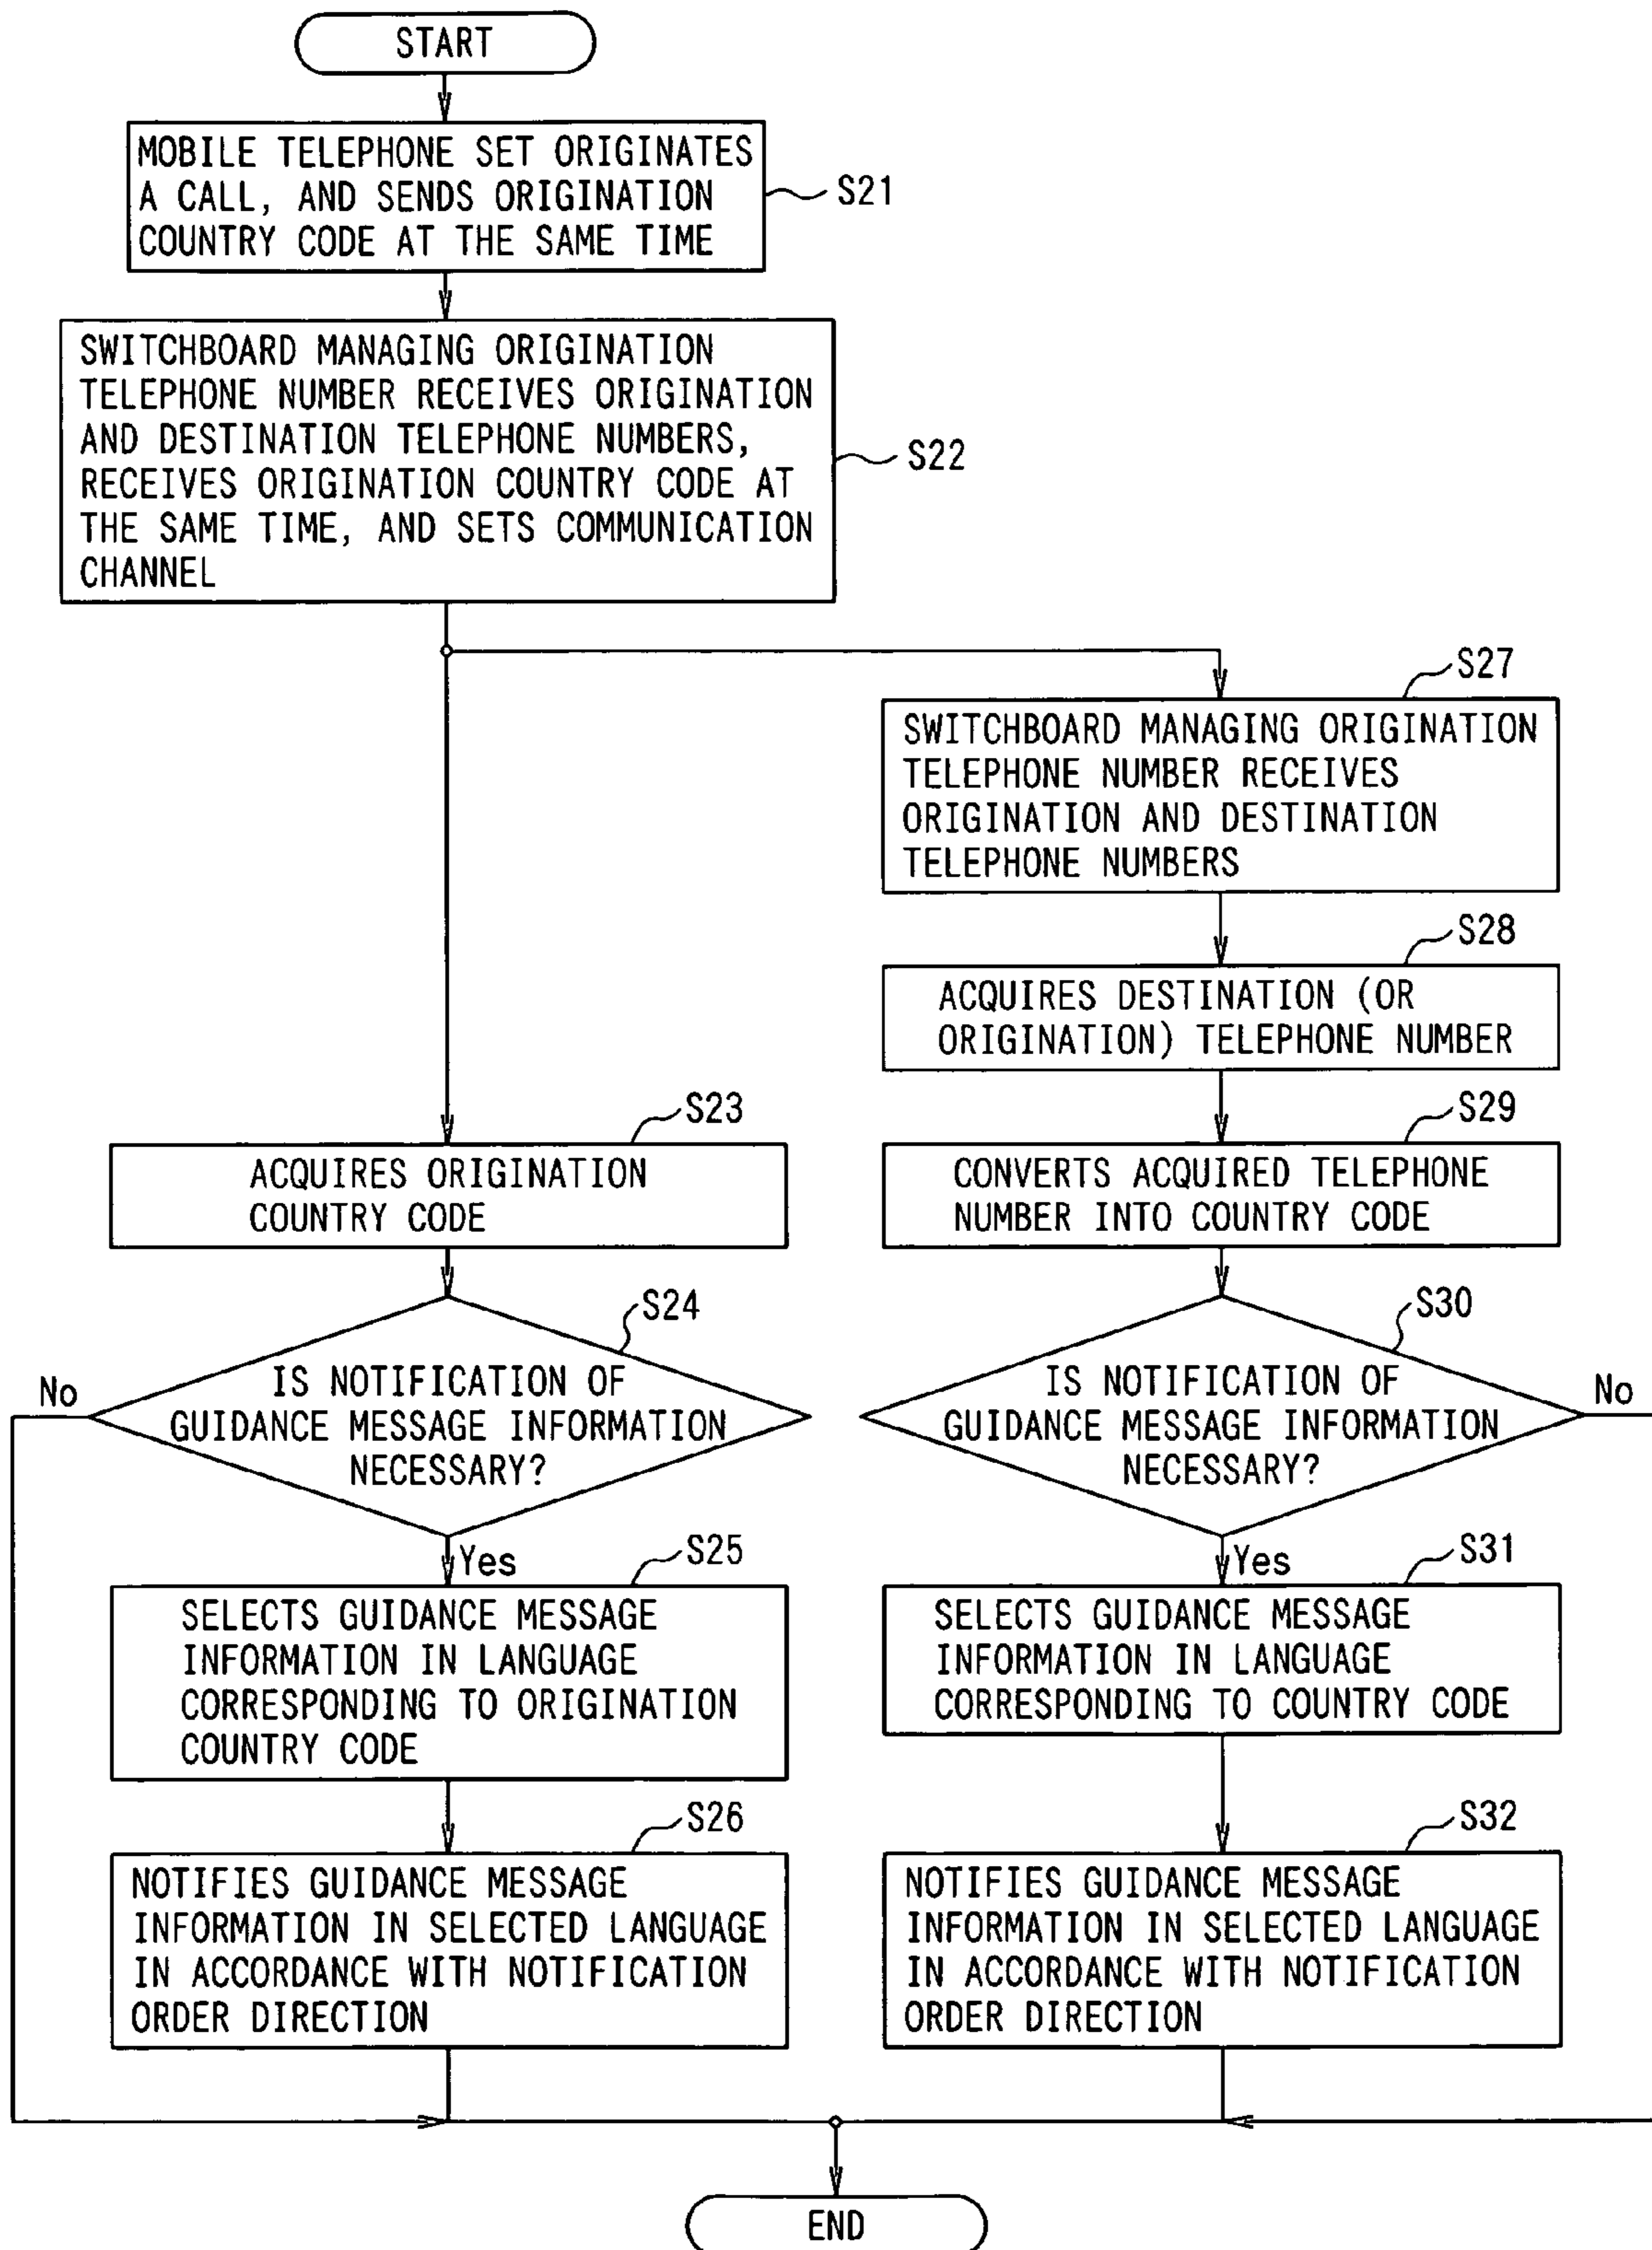 START
MOBILE TELEPHONE SET ORIGINATES
A CALL, AND SENDS ORIGINATION
COUNTRY CODE AT THE SAME TIME
S21
SWITCHBOARD MANAGING ORIGINATION
TELEPHONE NUMBER RECEIVES ORIGINATION
AND DESTINATION TELEPHONE NUMBERS,
RECEIVES ORIGINATION COUNTRY CODE AT
THE SAME TIME, AND SETS COMMUNICATION
CHANNEL
S22
S27
SWITCHBOARD MANAGING ORIGINATION
TELEPHONE NUMBER RECEIVES
ORIGINATION AND DESTINATION
TELEPHONE NUMBERS
S28
ACQUIRES DESTINATION (OR
ORIGINATION) TELEPHONE NUMBER
S23
ACQUIRES ORIGINATION
COUNTRY CODE
S29
CONVERTS ACQUIRED TELEPHONE
NUMBER INTO COUNTRY CODE
S24
IS NOTIFICATION OF
GUIDANCE MESSAGE INFORMATION
NECESSARY?
No
Yes
S30
IS NOTIFICATION OF
GUIDANCE MESSAGE INFORMATION
NECESSARY?
No
Yes
S25
SELECTS GUIDANCE MESSAGE
INFORMATION IN LANGUAGE
CORRESPONDING TO ORIGINATION
COUNTRY CODE
S31
SELECTS GUIDANCE MESSAGE
INFORMATION IN LANGUAGE
CORRESPONDING TO COUNTRY CODE
S26
NOTIFIES GUIDANCE MESSAGE
INFORMATION IN SELECTED LANGUAGE
IN ACCORDANCE WITH NOTIFICATION
ORDER DIRECTION
S32
NOTIFIES GUIDANCE MESSAGE
INFORMATION IN SELECTED LANGUAGE
IN ACCORDANCE WITH NOTIFICATION
ORDER DIRECTION
END